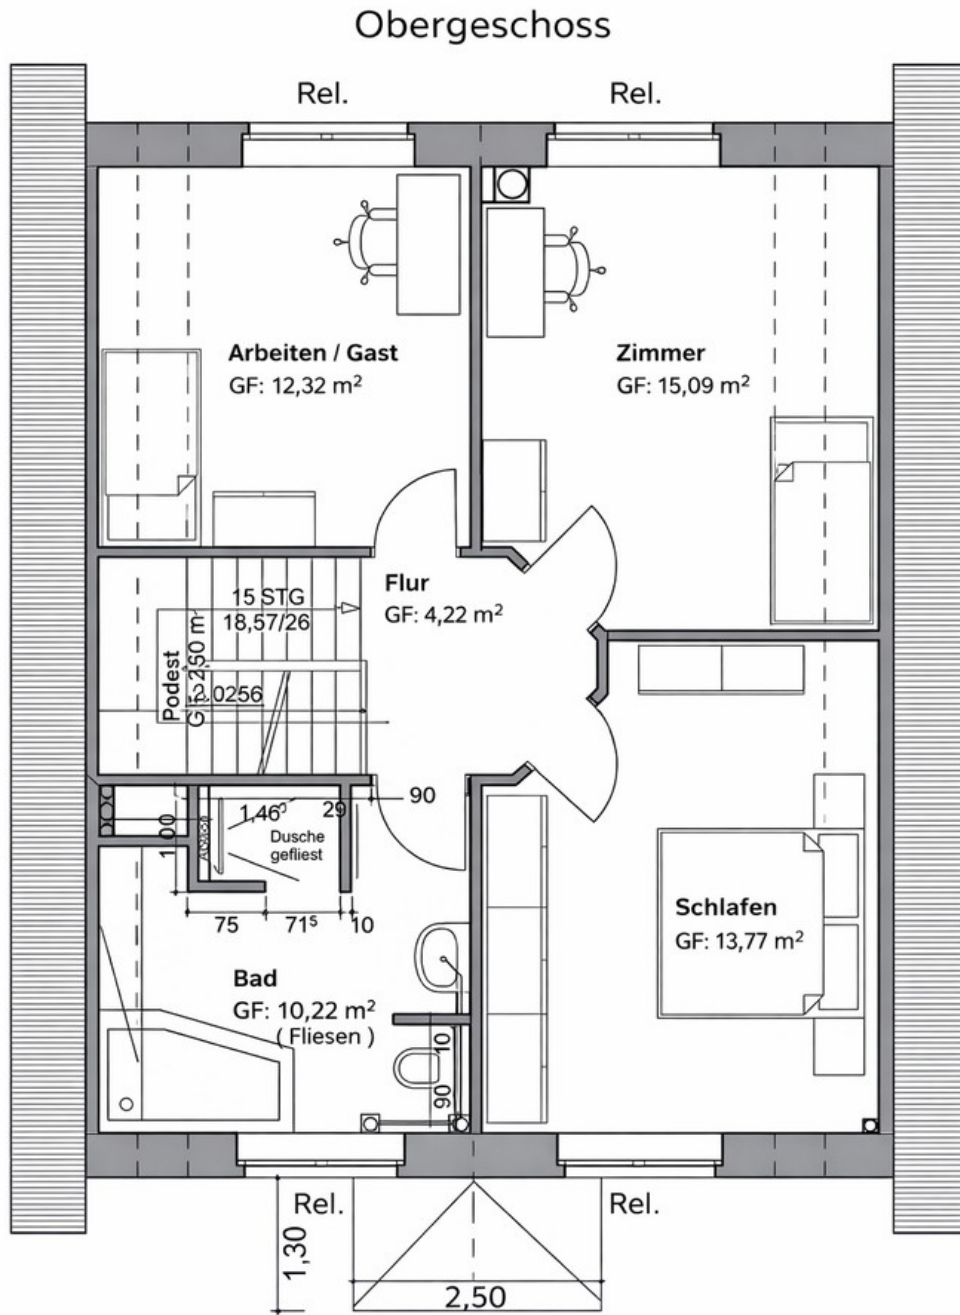 Obergeschoss
Rel.
Rel.
Arbeiten / Gast
GF: 12,32 m²
Zimmer
GF: 15,09 m²
Flur
GF: 4,22 m²
15 STG
18,57/26
Podest
90
1,46⁵
29
1,00
Dusche
gefliest
75
71⁵
10
Schlafen
GF: 13,77 m²
Bad
GF: 10,22 m²
( Fliesen )
10
90
Rel.
Rel.
1,30
2,50